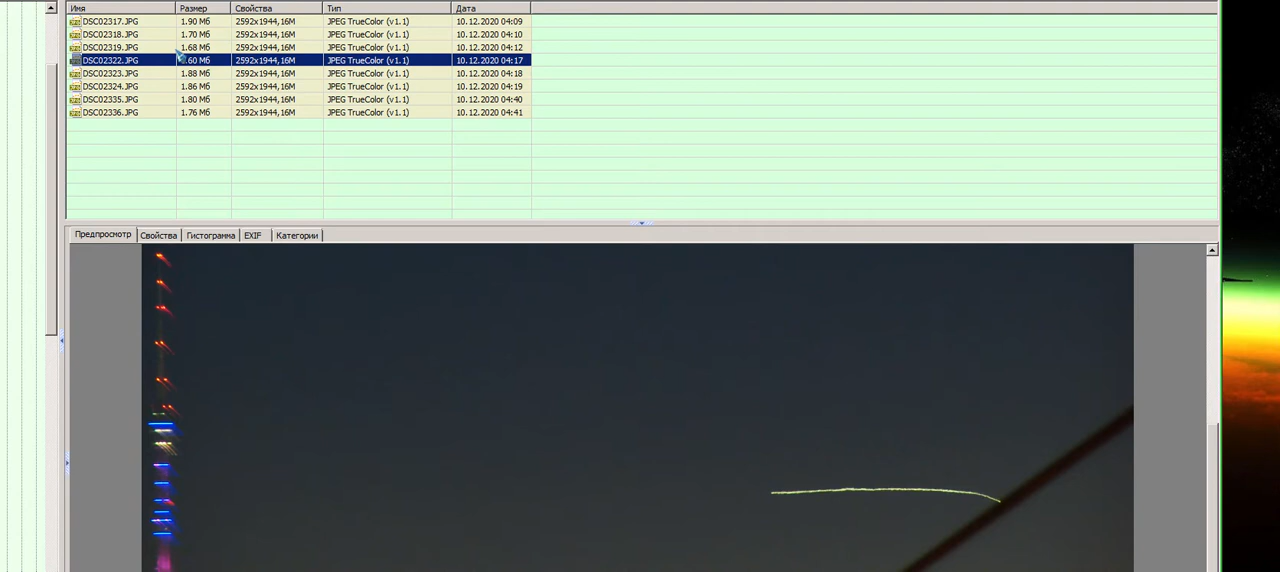 Имя Размер Свойства Тип Дата
DSC02317.JPG 1.90 Мб 2592x1944,16M JPEG TrueColor (v1.1) 10.12.2020 04:09
DSC02318.JPG 1.70 Мб 2592x1944,16M JPEG TrueColor (v1.1) 10.12.2020 04:10
DSC02319.JPG 1.68 Мб 2592x1944,16M JPEG TrueColor (v1.1) 10.12.2020 04:12
DSC02322.JPG .60 Мб 2592x1944,16M JPEG TrueColor (v1.1) 10.12.2020 04:17
DSC02323.JPG 1.88 Мб 2592x1944,16M JPEG TrueColor (v1.1) 10.12.2020 04:18
DSC02324.JPG 1.86 Мб 2592x1944,16M JPEG TrueColor (v1.1) 10.12.2020 04:19
DSC02335.JPG 1.80 Мб 2592x1944,16M JPEG TrueColor (v1.1) 10.12.2020 04:40
DSC02336.JPG 1.76 Мб 2592x1944,16M JPEG TrueColor (v1.1) 10.12.2020 04:41
Предпросмотр Свойства Гистограмма EXIF Категории